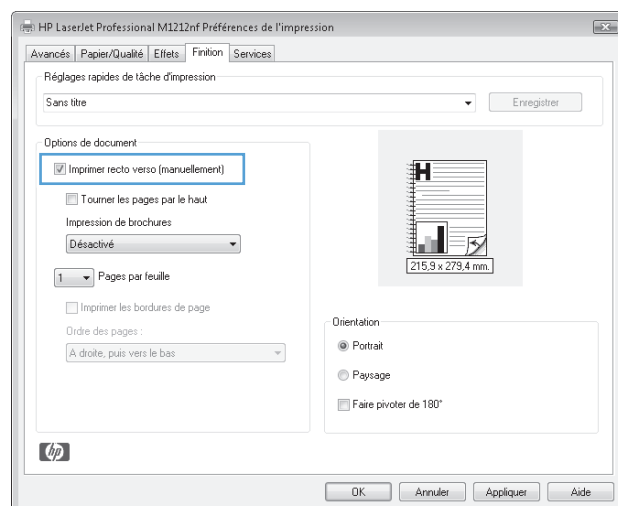 HP LaserJet Professional M1212nf Préférences de l'impression
Avancés Papier/Qualité Effets Finition Services
Réglages rapides de tâche d'impression
Sans titre
Enregistrer
Options de document
Imprimer recto verso (manuellement)
Tourner les pages par le haut
Impression de brochures
Désactivé
1 Pages par feuille
Imprimer les bordures de page
Ordre des pages :
A droite, puis vers le bas
H
215,9 x 279,4 mm.
Orientation
Portrait
Paysage
Faire pivoter de 180°
hp
OK Annuler Appliquer Aide